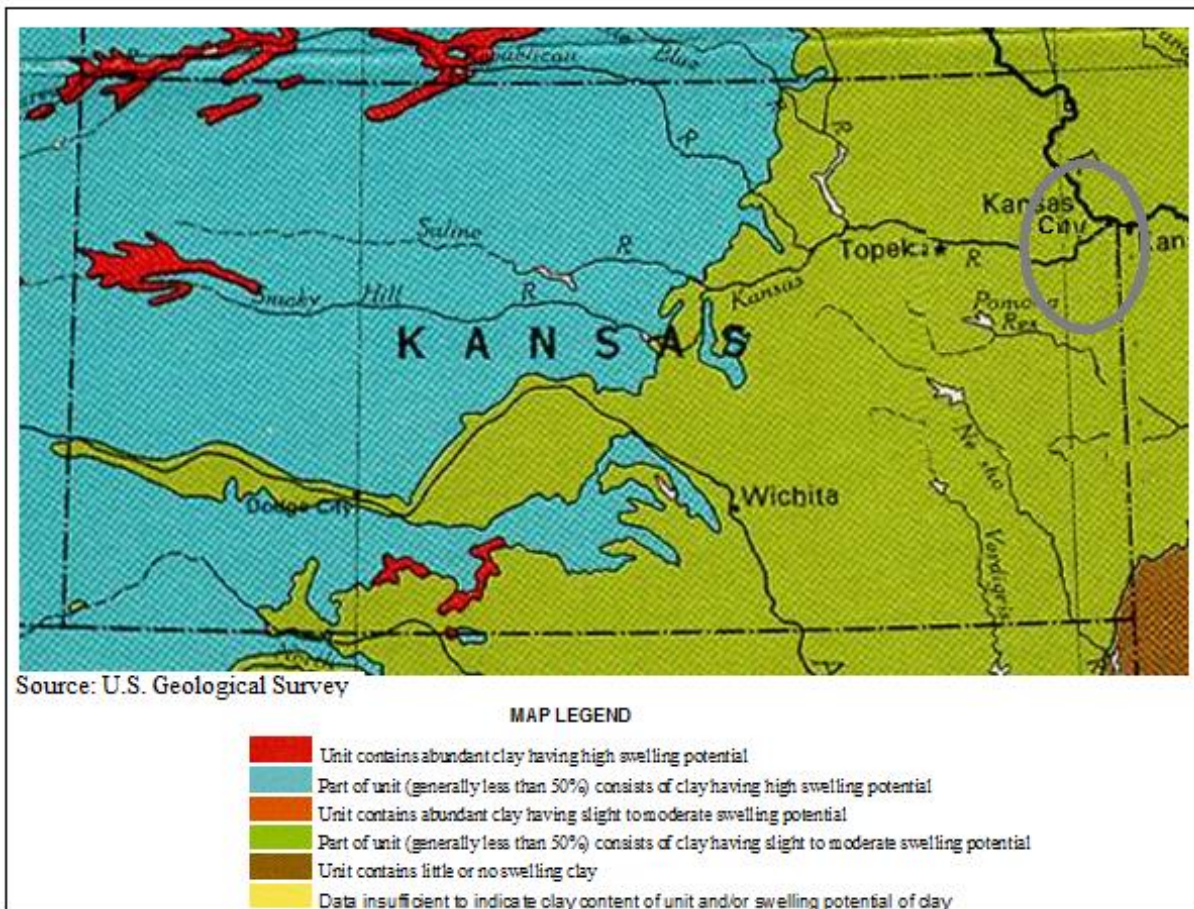 Republican
Blue
R
R
R
Kansas
City
Kan
Saline
R
Topeka
R
Smoky Hill R
Kansas
Pomona
Res
KANSAS
Neosho
Dodge City
Wichita
Verdigris
Source: U.S. Geological Survey
MAP LEGEND
Unit contains abundant clay having high swelling potential
Part of unit (generally less than 50%) consists of clay having high swelling potential
Unit contains abundant clay having slight to moderate swelling potential
Part of unit (generally less than 50%) consists of clay having slight to moderate swelling potential
Unit contains little or no swelling clay
Data insufficient to indicate clay content of unit and/or swelling potential of clay